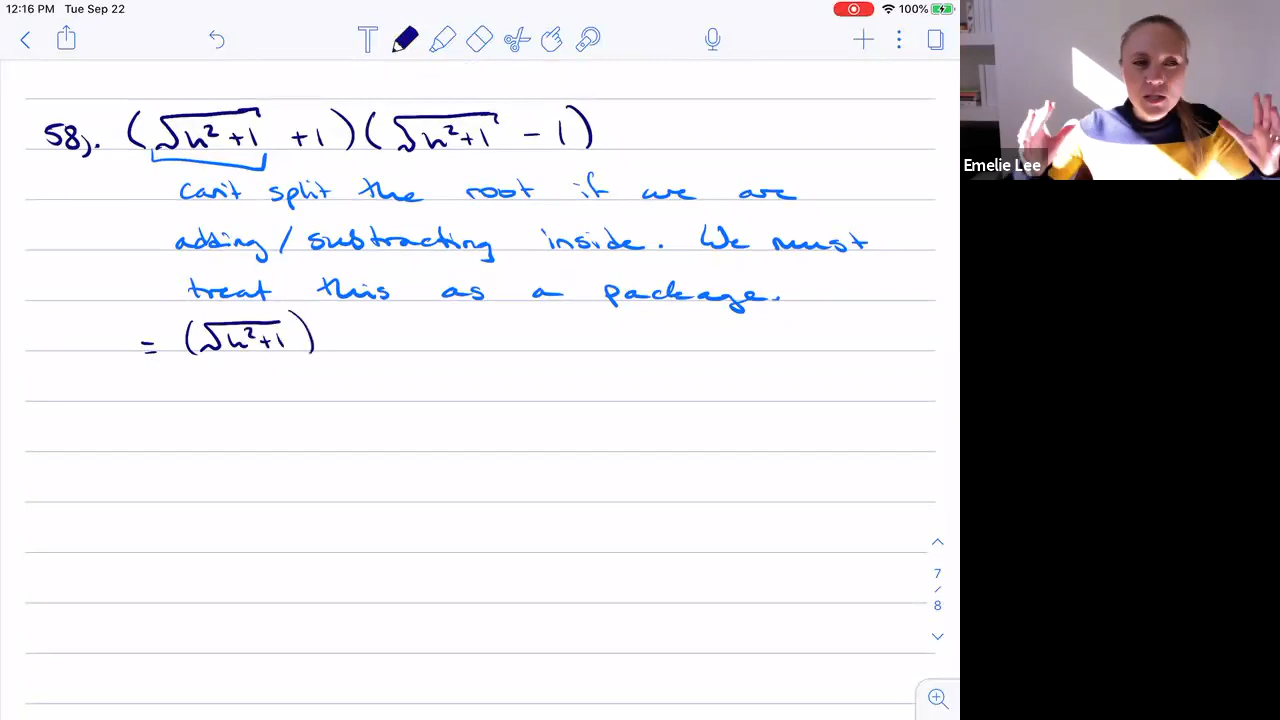 12:16 PM Tue Sep 22
100%
58). (√h²+1 +1)(√h²+1 - 1)
Emelie Lee
can't split the root if we are
adding/subtracting inside. We must
treat this as a package.
= (√h²+1)
7
/
8